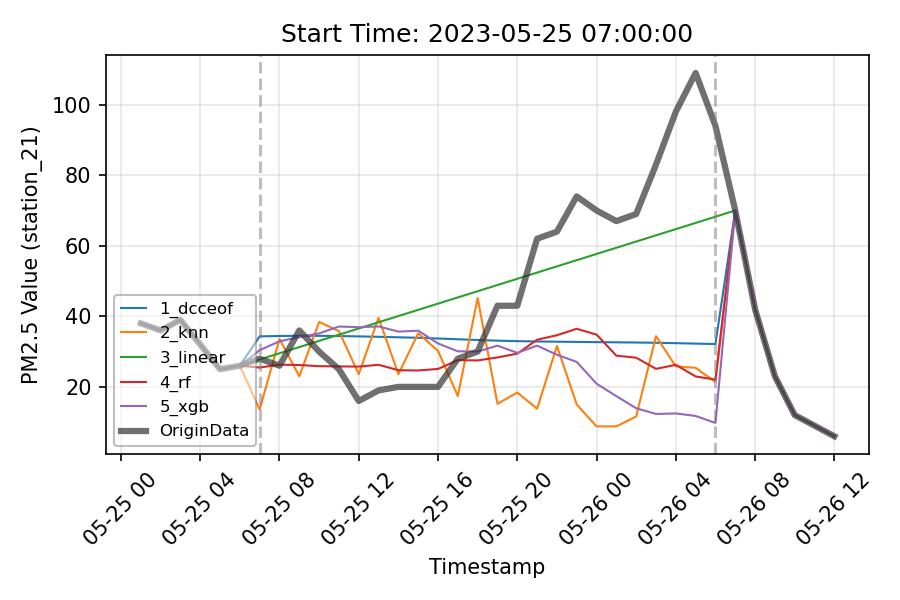 Start Time: 2023-05-25 07:00:00
PM2.5 Value (station_21)
100
80
60
40
20
1_dcceof
2_knn
3_linear
4_rf
5_xgb
OriginData
05-25 00
05-25 04
05-25 08
05-25 12
05-25 16
05-25 20
05-26 00
05-26 04
05-26 08
05-26 12
Timestamp